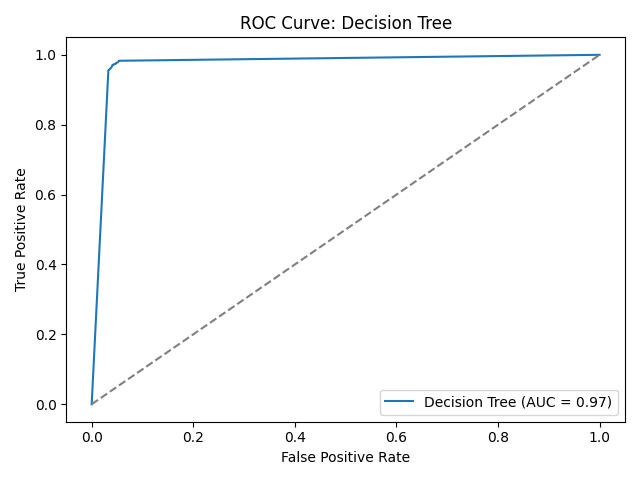 ROC Curve: Decision Tree
1.0
0.8
0.6
0.4
0.2
0.0
True Positive Rate
Decision Tree (AUC = 0.97)
0.0 0.2 0.4 0.6 0.8 1.0
False Positive Rate